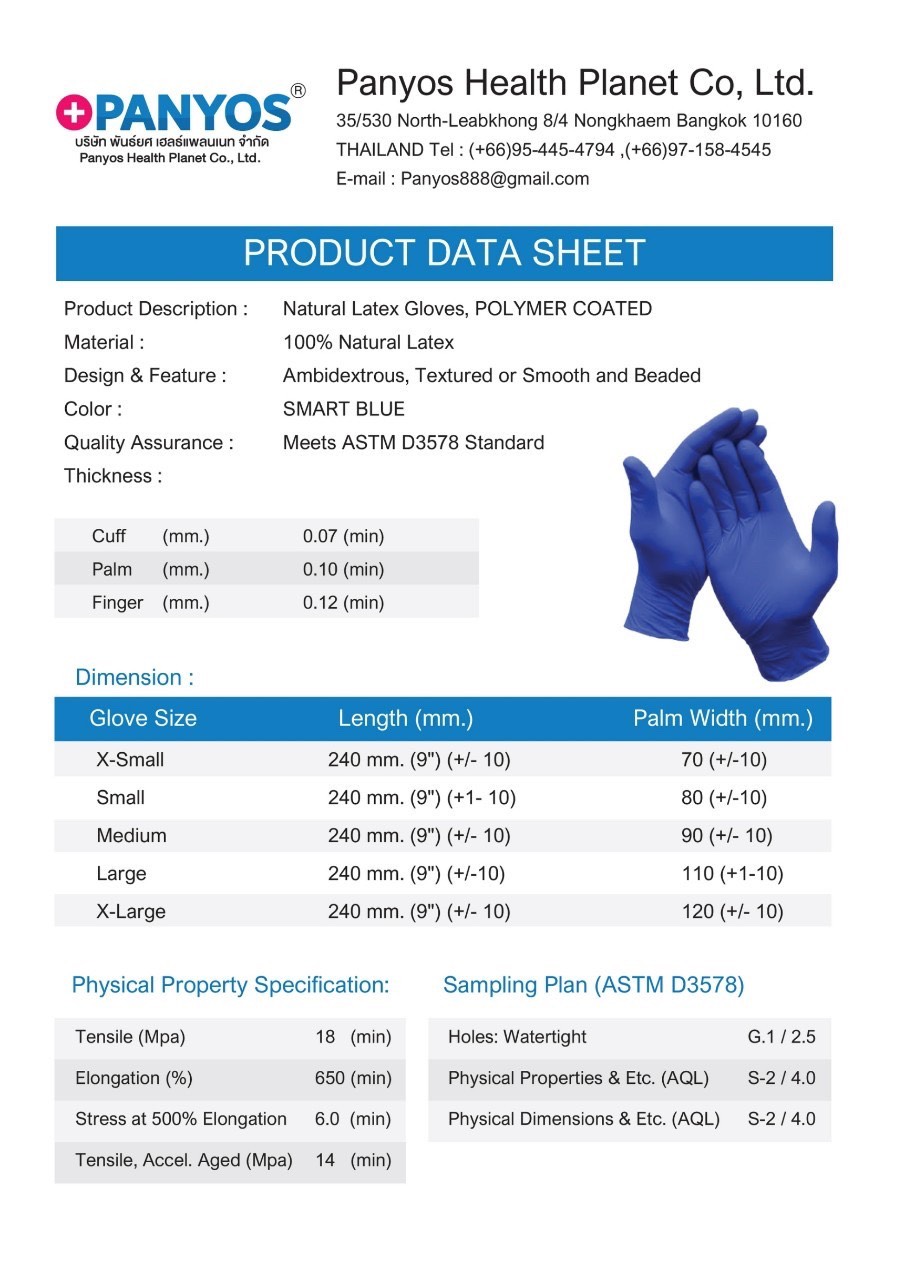 PANYOS®
บริษัท พันธ์ยศ เฮลธ์แพลนเนท จำกัด
Panyos Health Planet Co., Ltd.
Panyos Health Planet Co, Ltd.
35/530 North-Leabkhong 8/4 Nongkhaem Bangkok 10160
THAILAND Tel : (+66)95-445-4794 ,(+66)97-158-4545
E-mail : Panyos888@gmail.com
PRODUCT DATA SHEET
Product Description : Natural Latex Gloves, POLYMER COATED
Material : 100% Natural Latex
Design & Feature : Ambidextrous, Textured or Smooth and Beaded
Color : SMART BLUE
Quality Assurance : Meets ASTM D3578 Standard
Thickness :
Cuff (mm.) 0.07 (min)
Palm (mm.) 0.10 (min)
Finger (mm.) 0.12 (min)
Dimension :
Glove Size Length (mm.) Palm Width (mm.)
X-Small 240 mm. (9") (+/- 10) 70 (+/-10)
Small 240 mm. (9") (+1- 10) 80 (+/-10)
Medium 240 mm. (9") (+/- 10) 90 (+/- 10)
Large 240 mm. (9") (+/-10) 110 (+1-10)
X-Large 240 mm. (9") (+/- 10) 120 (+/- 10)
Physical Property Specification:
Tensile (Mpa) 18 (min)
Elongation (%) 650 (min)
Stress at 500% Elongation 6.0 (min)
Tensile, Accel. Aged (Mpa) 14 (min)
Sampling Plan (ASTM D3578)
Holes: Watertight G.1 / 2.5
Physical Properties & Etc. (AQL) S-2 / 4.0
Physical Dimensions & Etc. (AQL) S-2 / 4.0